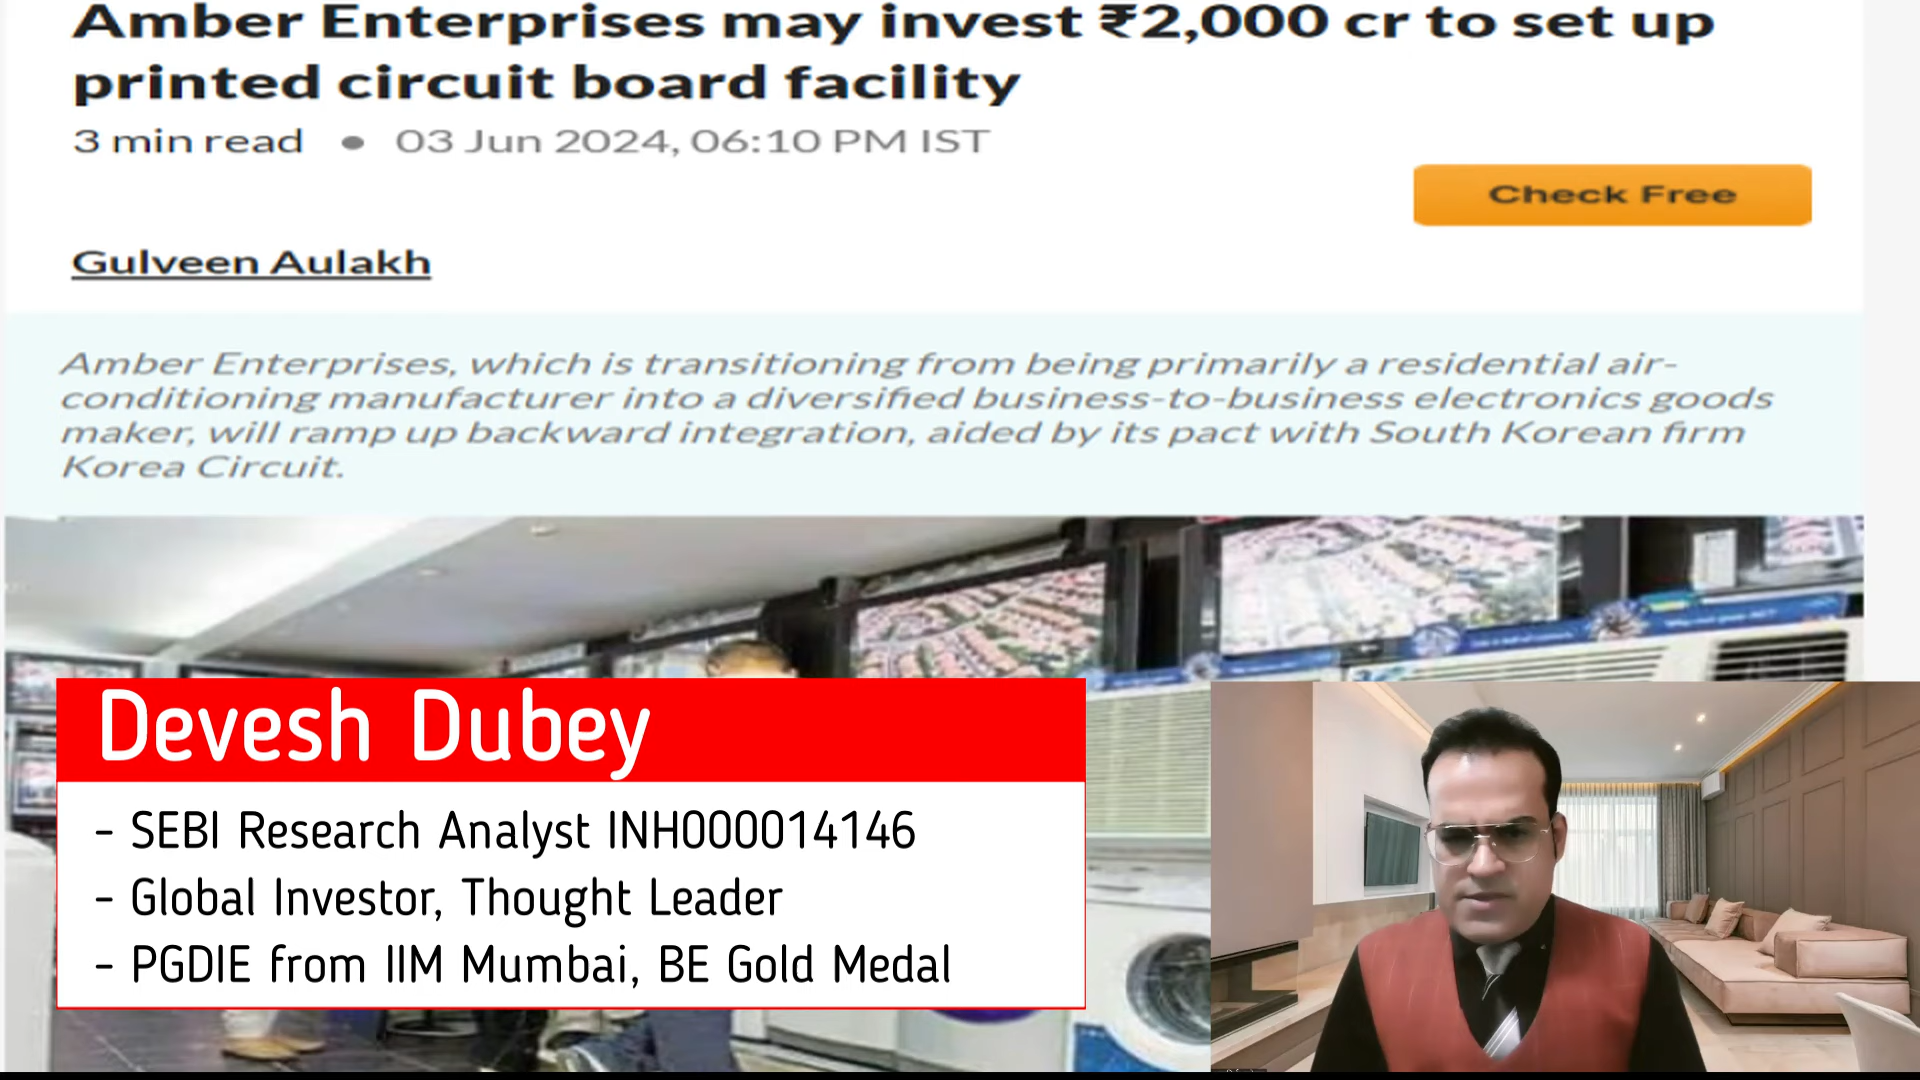 Amber Enterprises may invest ₹2,000 cr to set up
printed circuit board facility
3 min read • 03 Jun 2024, 06:10 PM IST
Check Free
Gulveen Aulakh
Amber Enterprises, which is transitioning from being primarily a residential air-
conditioning manufacturer into a diversified business-to-business electronics goods
maker, will ramp up backward integration, aided by its pact with South Korean firm
Korea Circuit.
Devesh Dubey
- SEBI Research Analyst INH000014146
- Global Investor, Thought Leader
- PGDIE from IIM Mumbai, BE Gold Medal